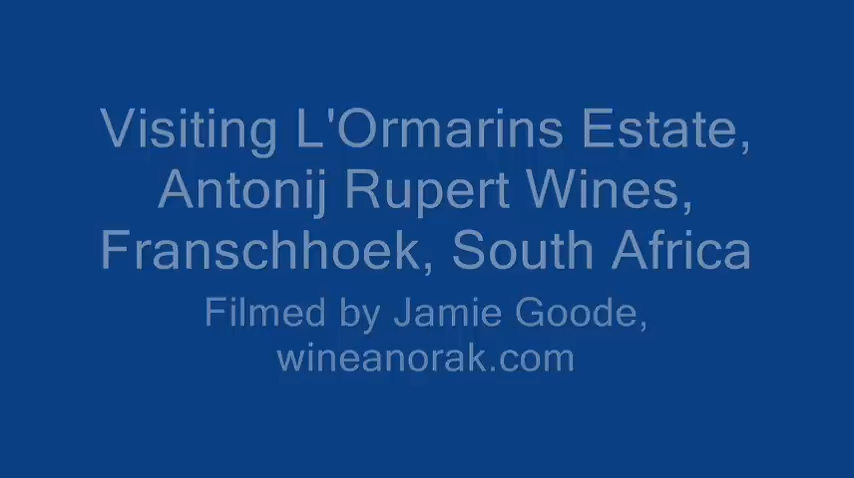 Visiting L'Ormarins Estate,
Antonij Rupert Wines,
Franschhoek, South Africa
Filmed by Jamie Goode,
wineanorak.com